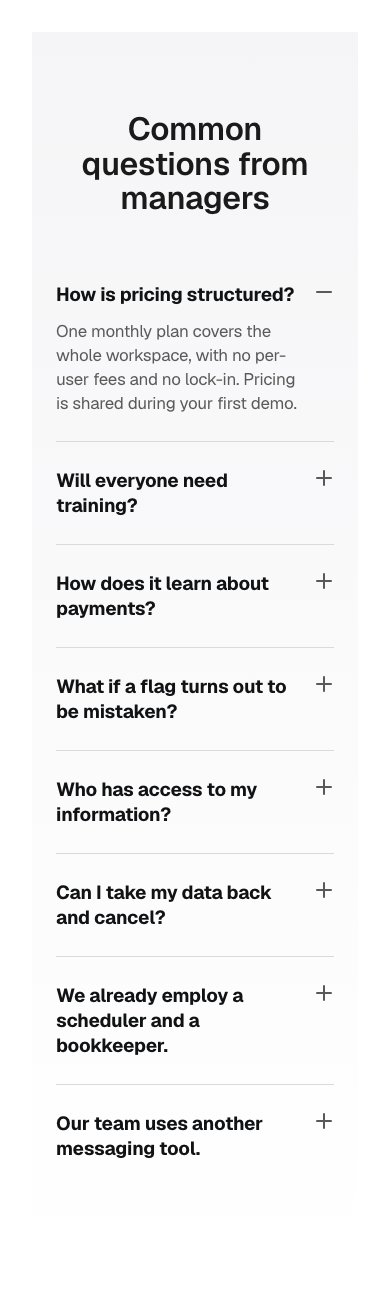 Common
questions from
managers
How is pricing structured?
One monthly plan covers the
whole workspace, with no per-
user fees and no lock-in. Pricing
is shared during your first demo.
Will everyone need
training?
How does it learn about
payments?
What if a flag turns out to
be mistaken?
Who has access to my
information?
Can I take my data back
and cancel?
We already employ a
scheduler and a
bookkeeper.
Our team uses another
messaging tool.